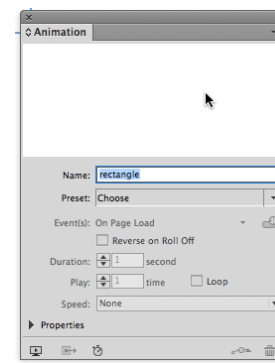 Animation
Name: rectangle
Preset: Choose
Event(s): On Page Load
Reverse on Roll Off
Duration: 1 second
Play: 1 time Loop
Speed: None
Properties